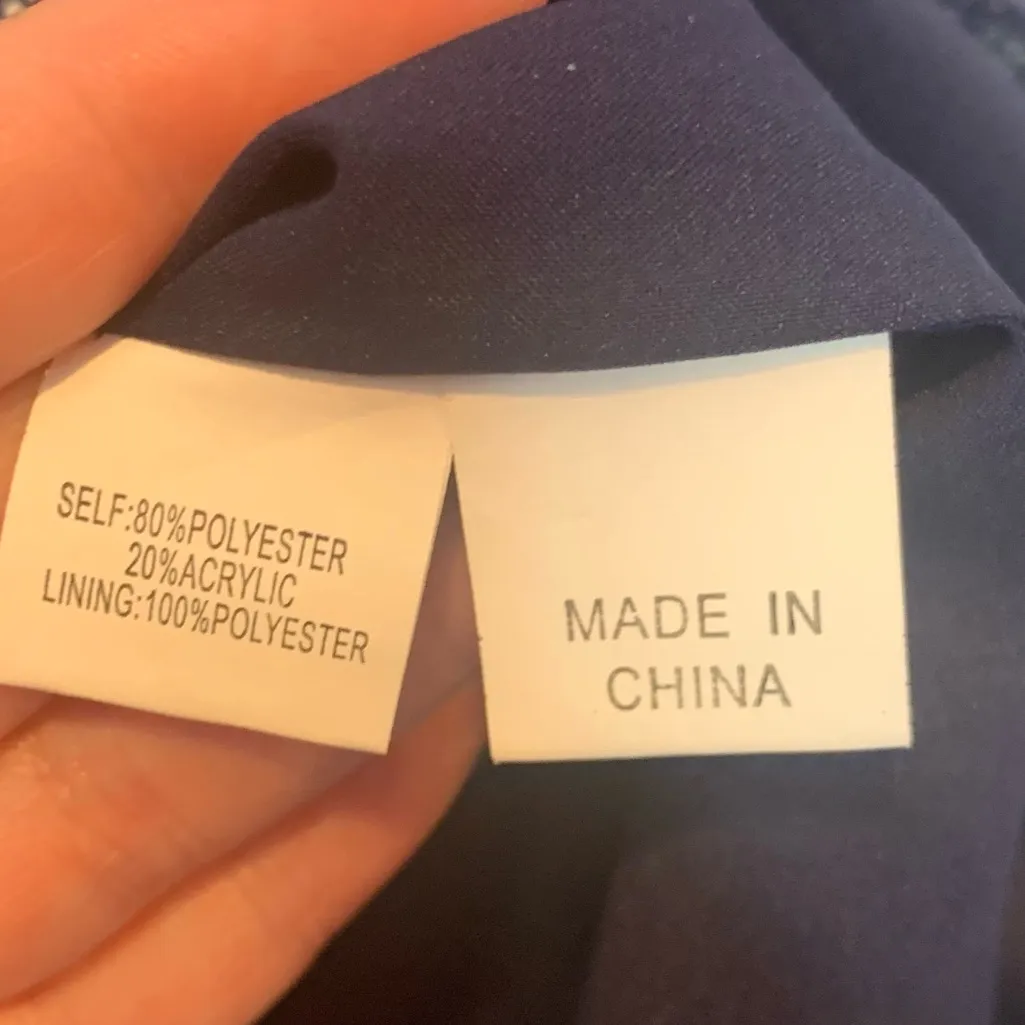 SELF:80%POLYESTER
20%ACRYLIC
LINING:100%POLYESTER
MADE IN
CHINA